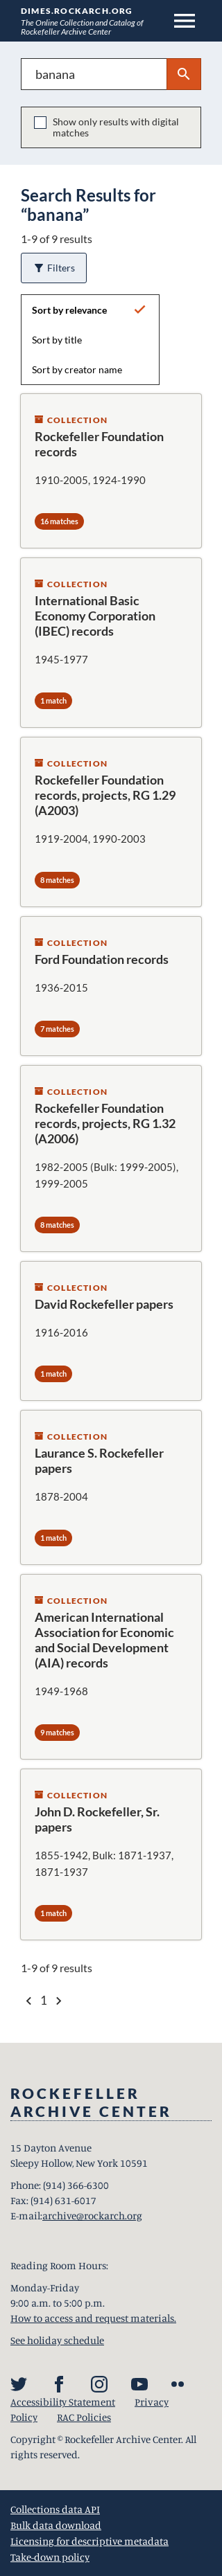 DIMES.ROCKARCH.ORG
The Online Collection and Catalog of
Rockefeller Archive Center
banana
Show only results with digital
matches
Search Results for
“banana”
1-9 of 9 results
Filters
Sort by relevance
Sort by title
Sort by creator name
COLLECTION
Rockefeller Foundation
records
1910-2005, 1924-1990
16 matches
COLLECTION
International Basic
Economy Corporation
(IBEC) records
1945-1977
1 match
COLLECTION
Rockefeller Foundation
records, projects, RG 1.29
(A2003)
1919-2004, 1990-2003
8 matches
COLLECTION
Ford Foundation records
1936-2015
7 matches
COLLECTION
Rockefeller Foundation
records, projects, RG 1.32
(A2006)
1982-2005 (Bulk: 1999-2005),
1999-2005
8 matches
COLLECTION
David Rockefeller papers
1916-2016
1 match
COLLECTION
Laurance S. Rockefeller
papers
1878-2004
1 match
COLLECTION
American International
Association for Economic
and Social Development
(AIA) records
1949-1968
9 matches
COLLECTION
John D. Rockefeller, Sr.
papers
1855-1942, Bulk: 1871-1937,
1871-1937
1 match
1-9 of 9 results
1
ROCKEFELLER
ARCHIVE CENTER
15 Dayton Avenue
Sleepy Hollow, New York 10591
Phone: (914) 366-6300
Fax: (914) 631-6017
E-mail:archive@rockarch.org
Reading Room Hours:
Monday-Friday
9:00 a.m. to 5:00 p.m.
How to access and request materials.
See holiday schedule
Accessibility Statement Privacy
Policy RAC Policies
Copyright © Rockefeller Archive Center. All
rights reserved.
Collections data API
Bulk data download
Licensing for descriptive metadata
Take-down policy